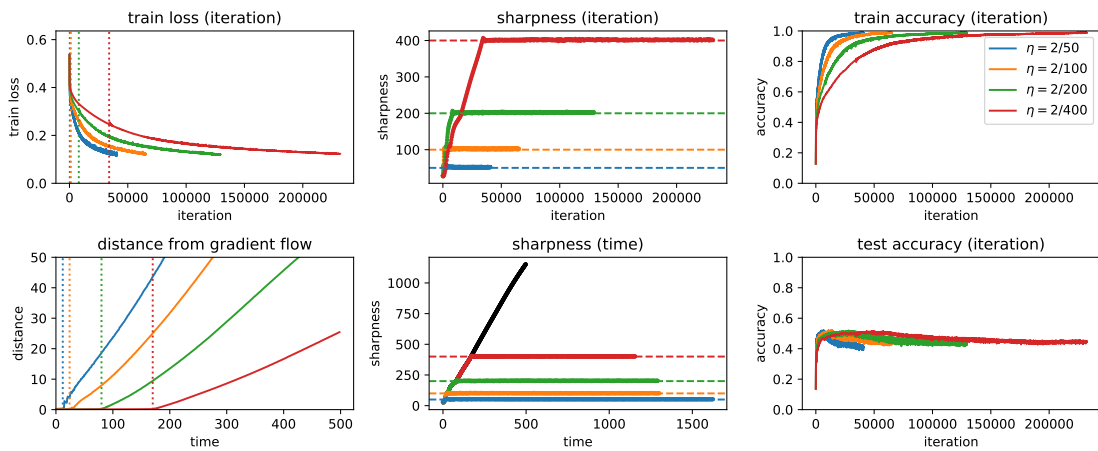 train loss (iteration)
0.6
0.4
0.2
0.0
train loss
0 50000 100000 150000 200000
iteration
sharpness (iteration)
400
300
200
100
sharpness
0 50000 100000 150000 200000
iteration
train accuracy (iteration)
1.0
0.8
0.6
0.4
0.2
0.0
accuracy
η = 2/50
η = 2/100
η = 2/200
η = 2/400
0 50000 100000 150000 200000
iteration
distance from gradient flow
50
40
30
20
10
0
distance
0 100 200 300 400 500
time
sharpness (time)
1000
750
500
250
0
sharpness
0 500 1000 1500
time
test accuracy (iteration)
1.0
0.8
0.6
0.4
0.2
0.0
accuracy
0 50000 100000 150000 200000
iteration